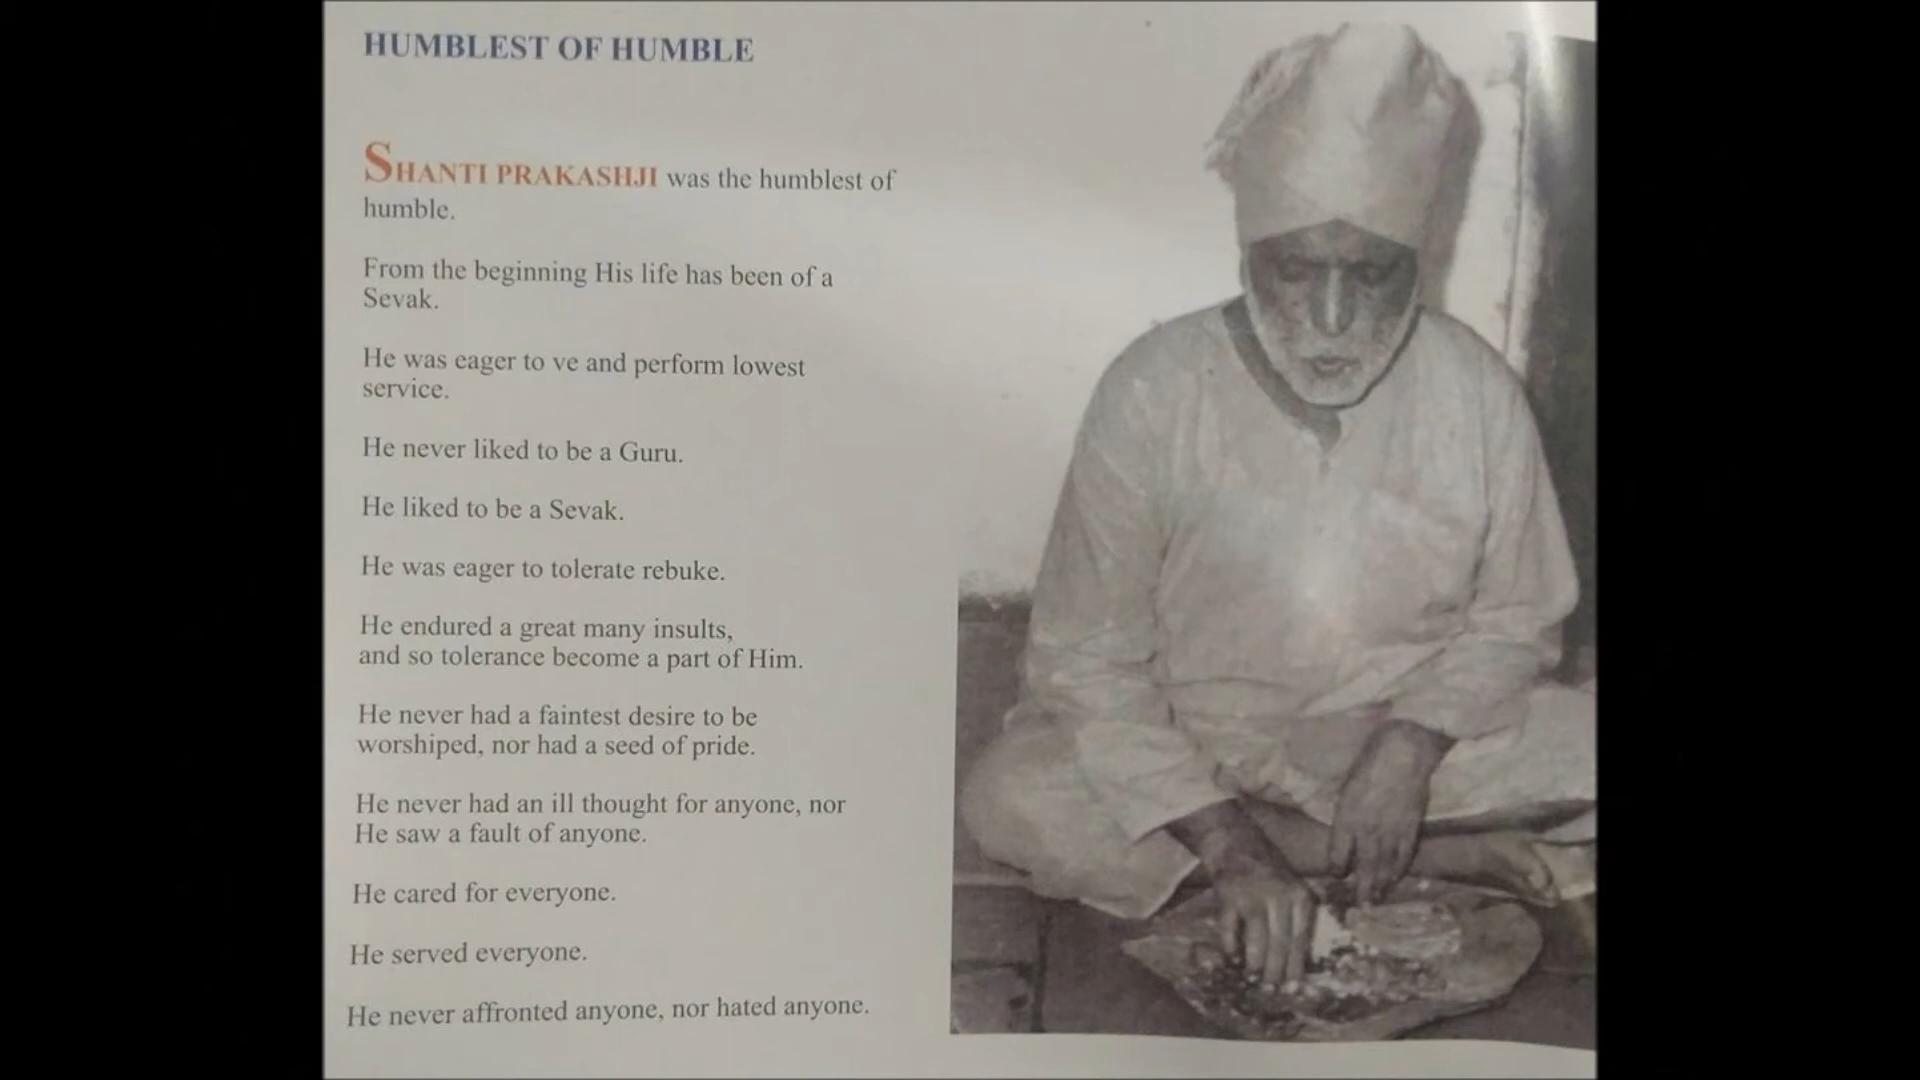 HUMBLEST OF HUMBLE
SHANTI PRAKASHJI was the humblest of
humble.
From the beginning His life has been of a
Sevak.
He was eager to ve and perform lowest
service.
He never liked to be a Guru.
He liked to be a Sevak.
He was eager to tolerate rebuke.
He endured a great many insults,
and so tolerance become a part of Him.
He never had a faintest desire to be
worshiped, nor had a seed of pride.
He never had an ill thought for anyone, nor
He saw a fault of anyone.
He cared for everyone.
He served everyone.
He never affronted anyone, nor hated anyone.